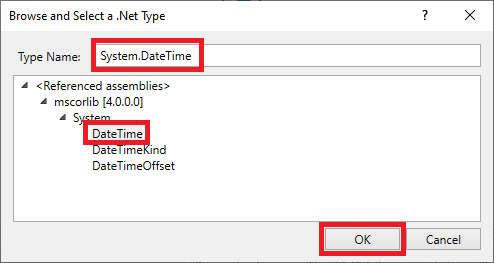 Browse and Select a .Net Type
Type Name: System.DateTime
<Referenced assemblies>
mscorlib [4.0.0.0]
System
DateTime
DateTimeKind
DateTimeOffset
OK Cancel